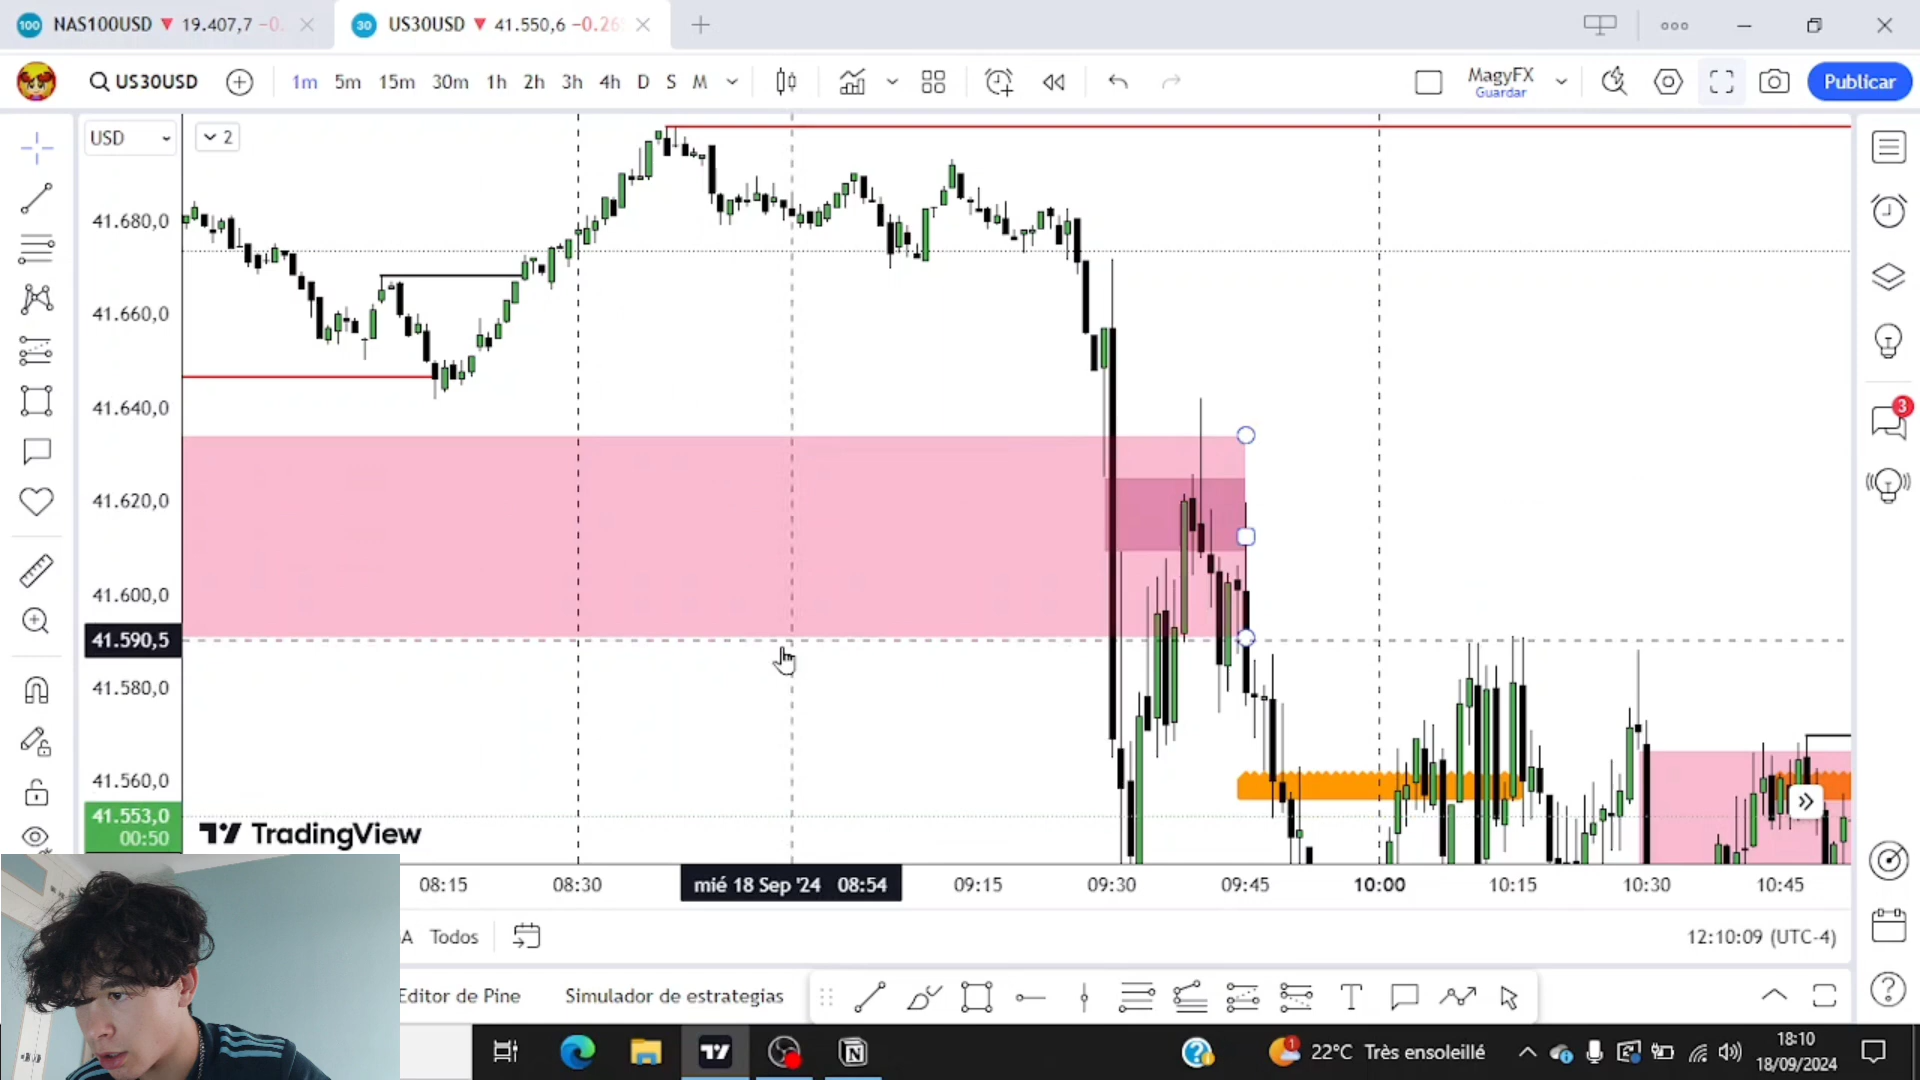 100 NAS100USD ▼ 19.407,7 −0.
30 US30USD ▼ 41.550,6 −0.26
US30USD
1m 5m 15m 30m 1h 2h 3h 4h D S M
MagyFX
Guardar
Publicar
USD
2
41.680,0
41.660,0
41.640,0
41.620,0
41.600,0
41.590,5
41.580,0
41.560,0
41.553,0
00:50
TradingView
3
08:15 08:30 mié 18 Sep '24 08:54 09:15 09:30 09:45 10:00 10:15 10:30 10:45
A Todos
12:10:09 (UTC-4)
Editor de Pine Simulador de estrategias
T
1
22°C Très ensoleillé
18:10
18/09/2024